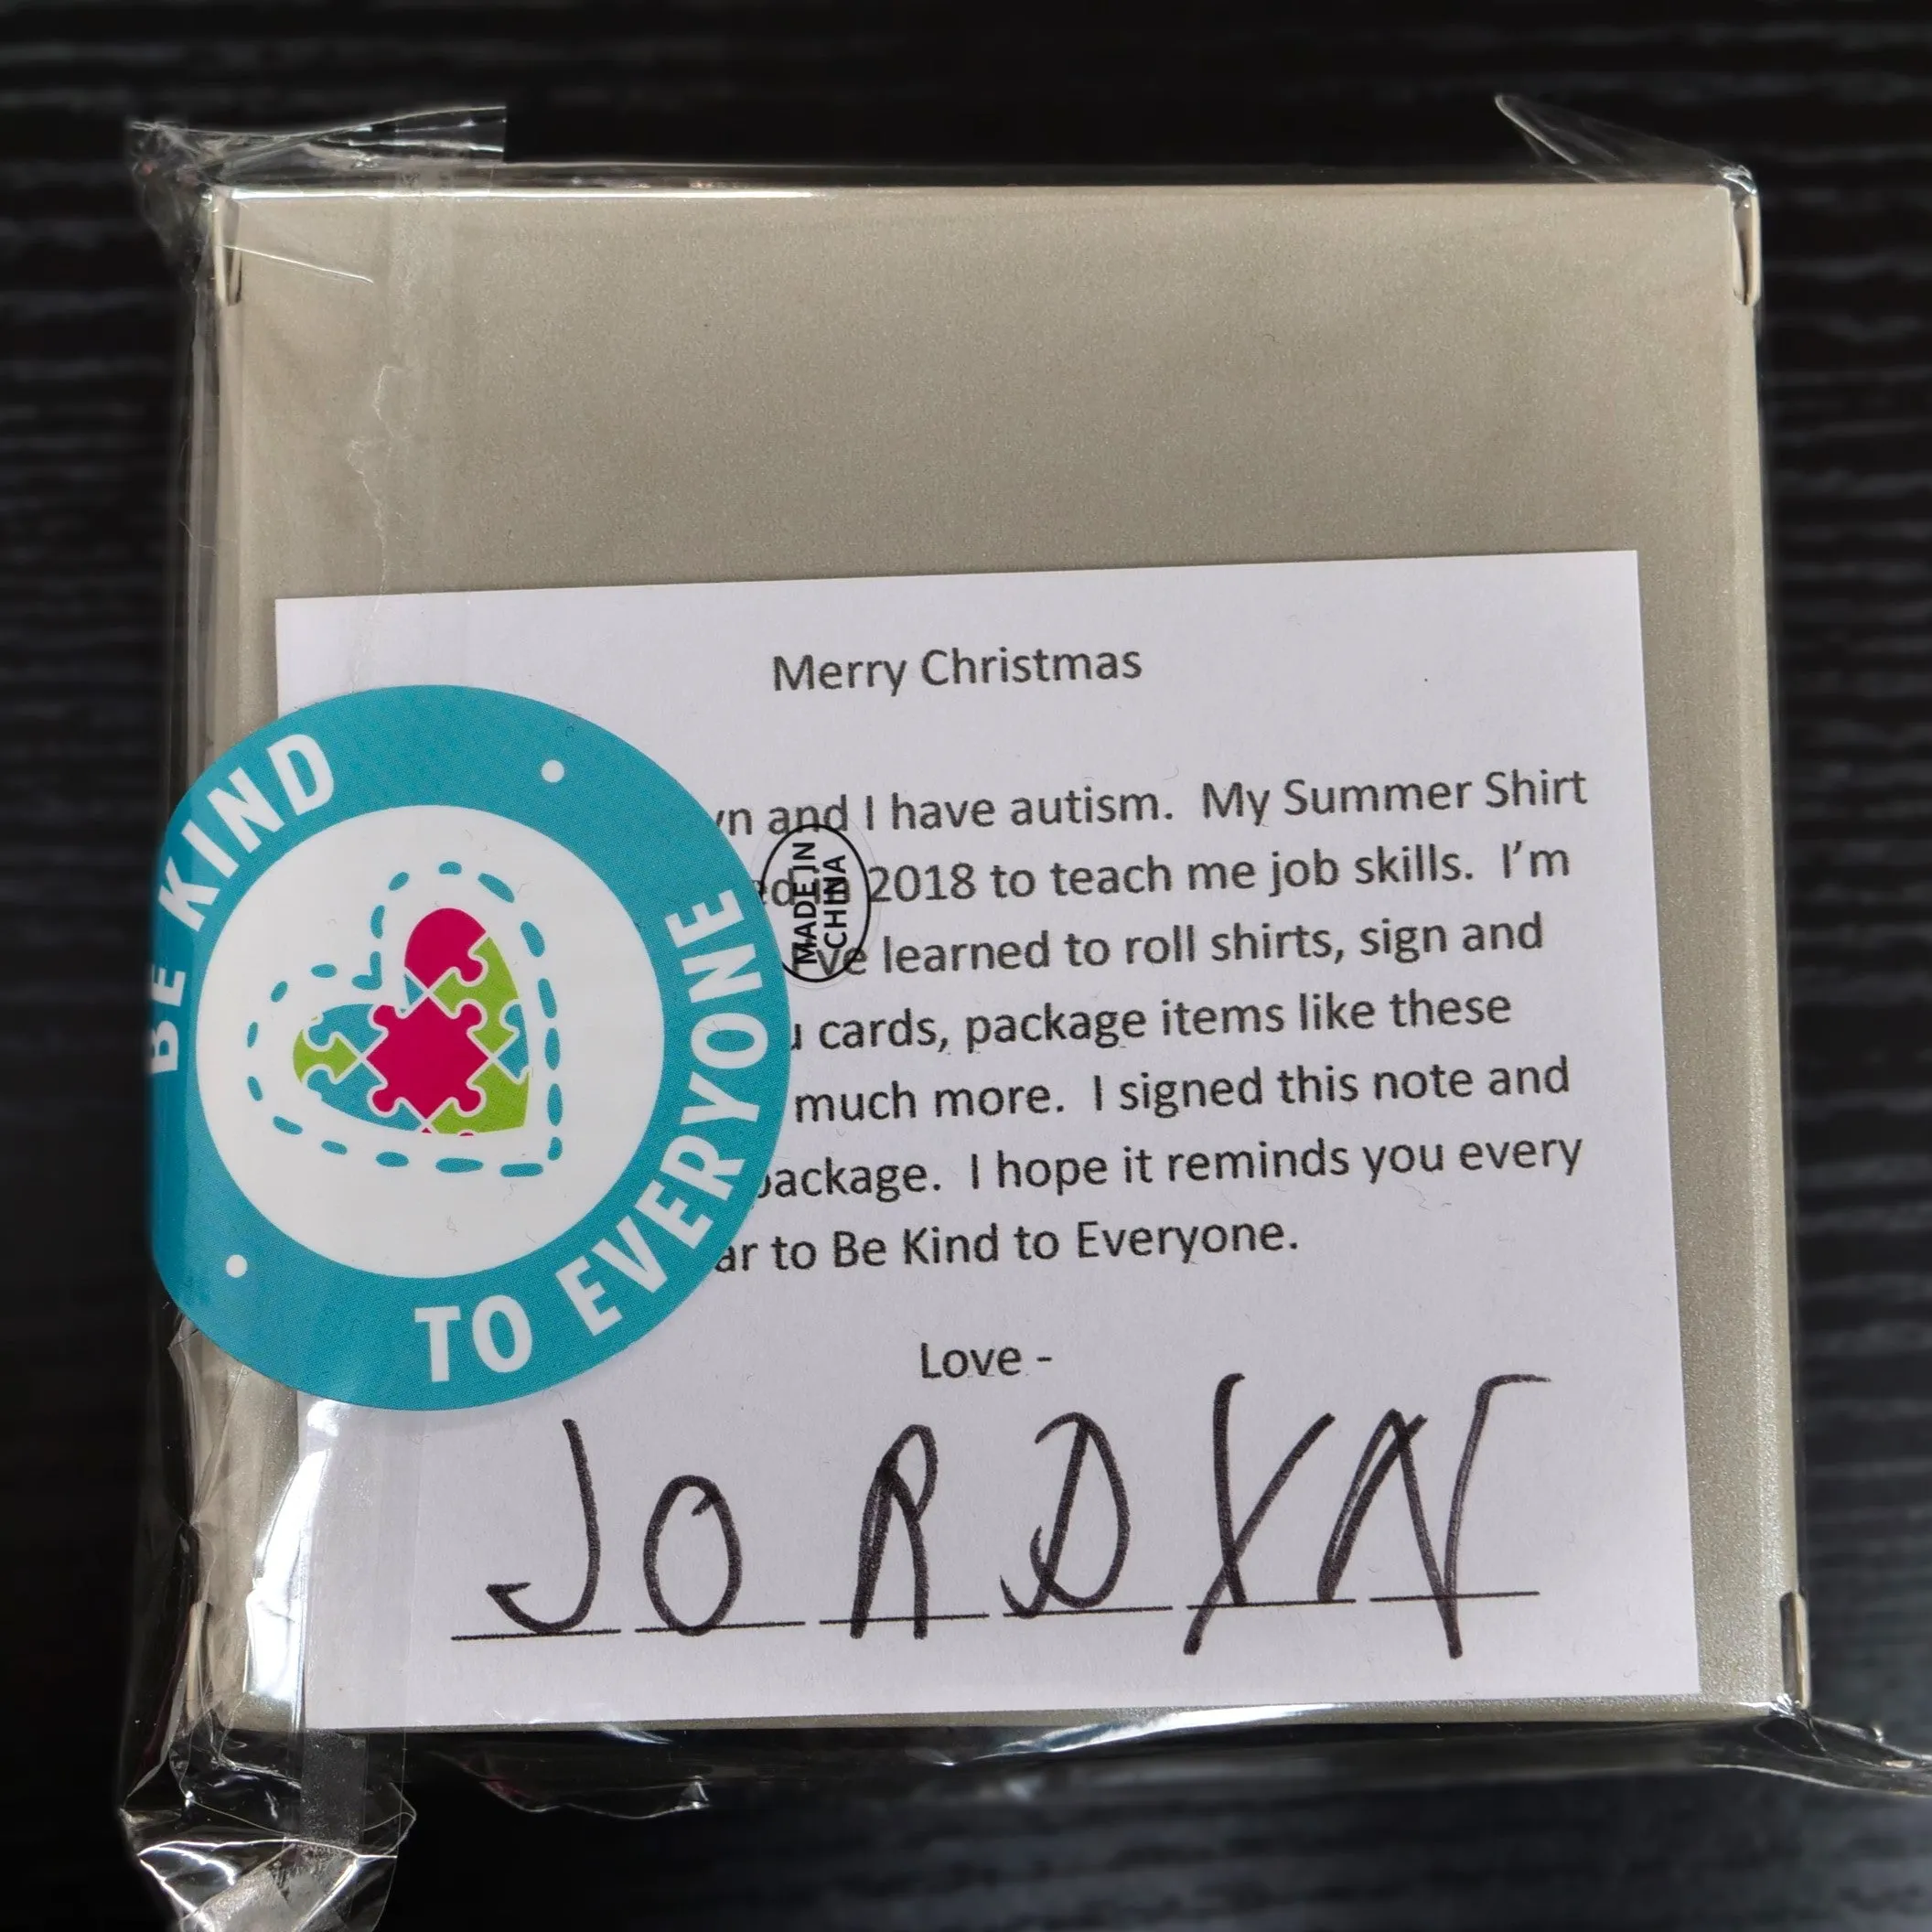 Merry Christmas
and I have autism. My Summer Shirt
2018 to teach me job skills. I’m
learned to roll shirts, sign and
cards, package items like these
much more. I signed this note and
package. I hope it reminds you every
to Be Kind to Everyone.
Love -
JORDYN
BE KIND
TO EVERYONE
MADE IN
CHINA